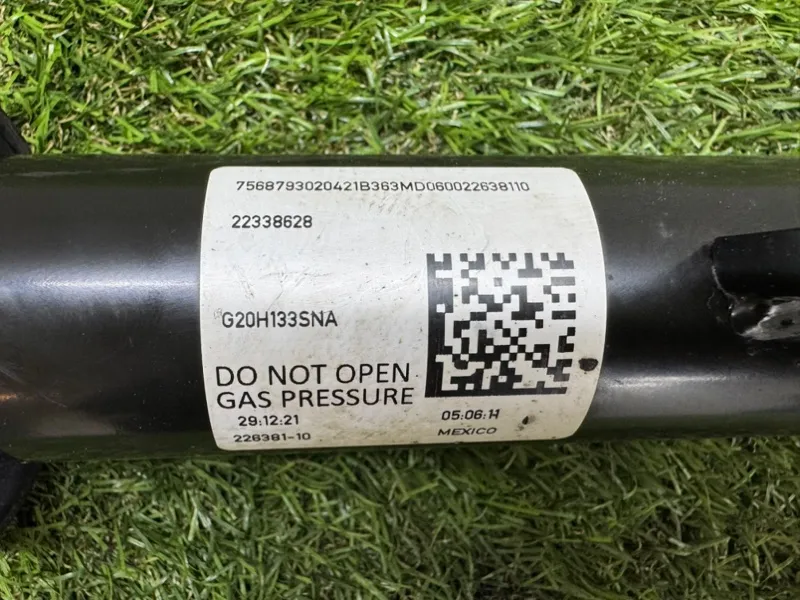 7568793020421B363MD060022638110
22338628
G20H133SNA
DO NOT OPEN
GAS PRESSURE
29:12:21 05:06:11
228381-10 MEXICO